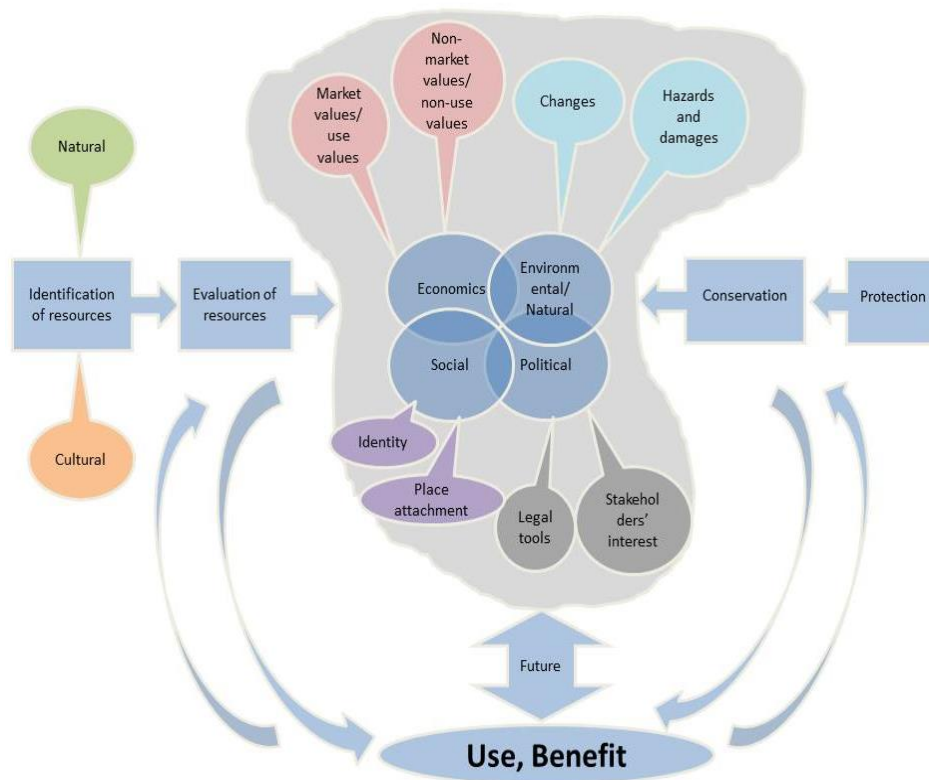 Non-
market
values/
non-use
values
Market
values/
use
values
Changes
Hazards
and
damages
Natural
Identification
of resources
Evaluation of
resources
Economics
Environm
ental/
Natural
Conservation
Protection
Social
Political
Identity
Cultural
Place
attachment
Legal
tools
Stakehol
ders’
interest
Future
Use, Benefit